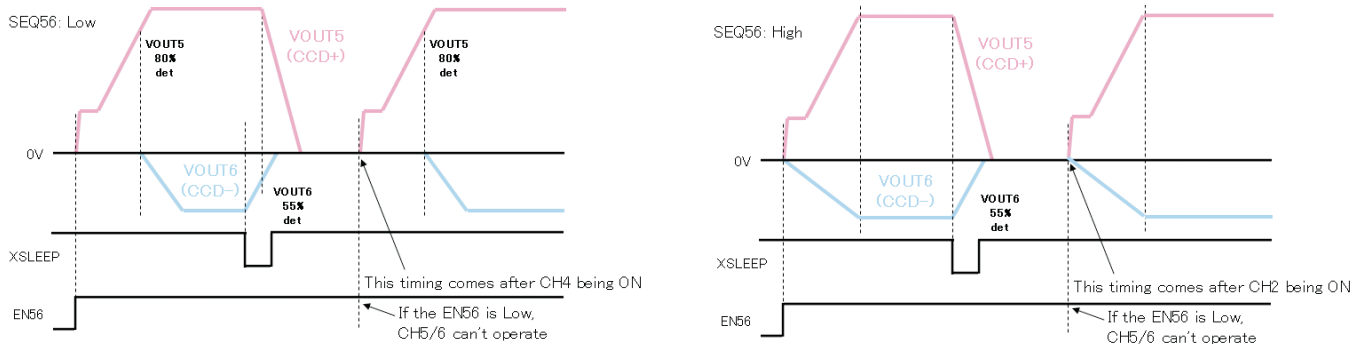 SEQ56: Low
VOUT5
80%
det
VOUT5
(CCD+)
VOUT5
80%
det
0V
VOUT6
(CCD−)
VOUT6
55%
det
XSLEEP
This timing comes after CH4 being ON
EN56
If the EN56 is Low,
CH5/6 can't operate
SEQ56: High
VOUT5
(CCD+)
0V
VOUT6
(CCD−)
VOUT6
55%
det
XSLEEP
This timing comes after CH2 being ON
EN56
If the EN56 is Low,
CH5/6 can't operate